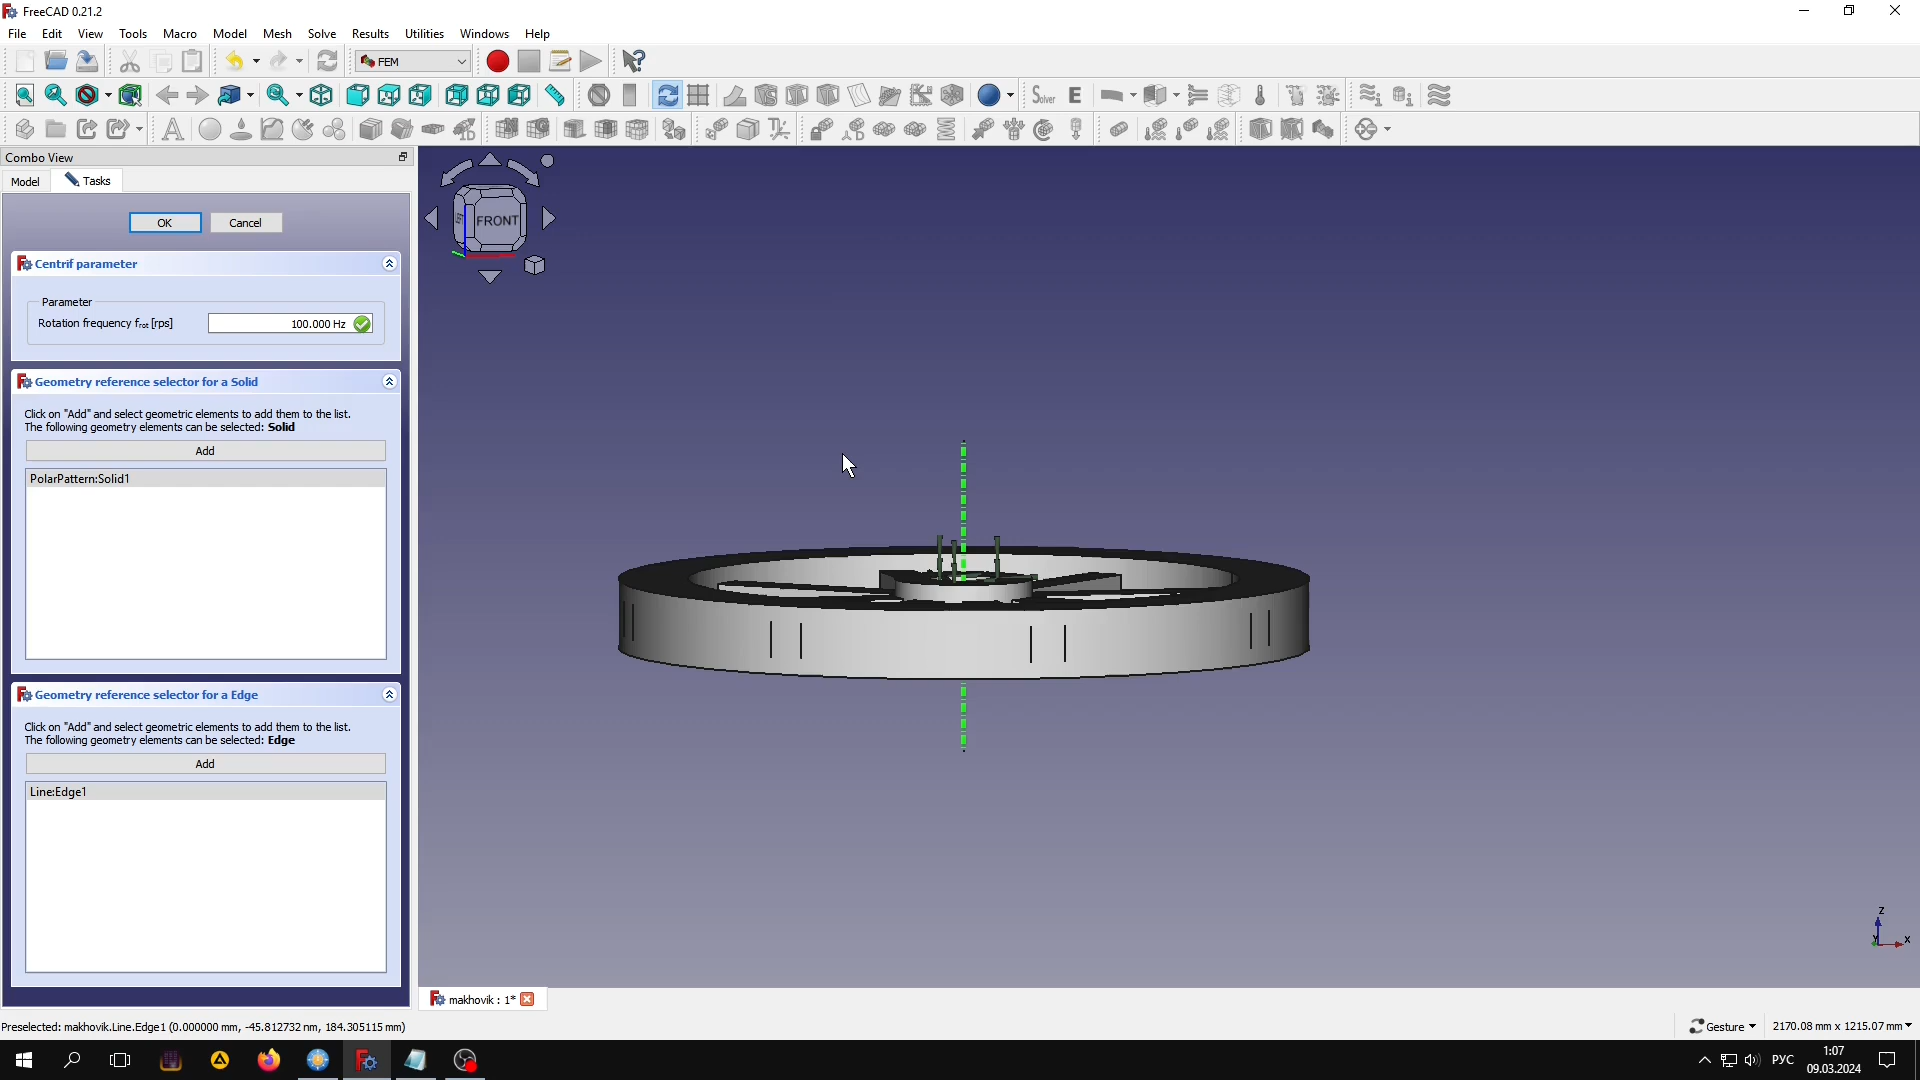 FreeCAD 0.21.2
File Edit View Tools Macro Model Mesh Solve Results Utilities Windows Help
FEM
Solver E
A
Combo View
Model Tasks
OK Cancel
FRONT
Centrif parameter
Parameter
Rotation frequency frot [rps] 100.000 Hz
Geometry reference selector for a Solid
Click on "Add" and select geometric elements to add them to the list.
The following geometry elements can be selected: Solid
Add
PolarPattern:Solid1
Geometry reference selector for a Edge
Click on "Add" and select geometric elements to add them to the list.
The following geometry elements can be selected: Edge
Add
Line:Edge1
Z
Y X
makhovik : 1*
Preselected: makhovik.Line.Edge1 (0.000000 mm, -45.812732 nm, 184.305115 mm)
Gesture 2170.08 mm x 1215.07 mm
РУС
1:07
09.03.2024